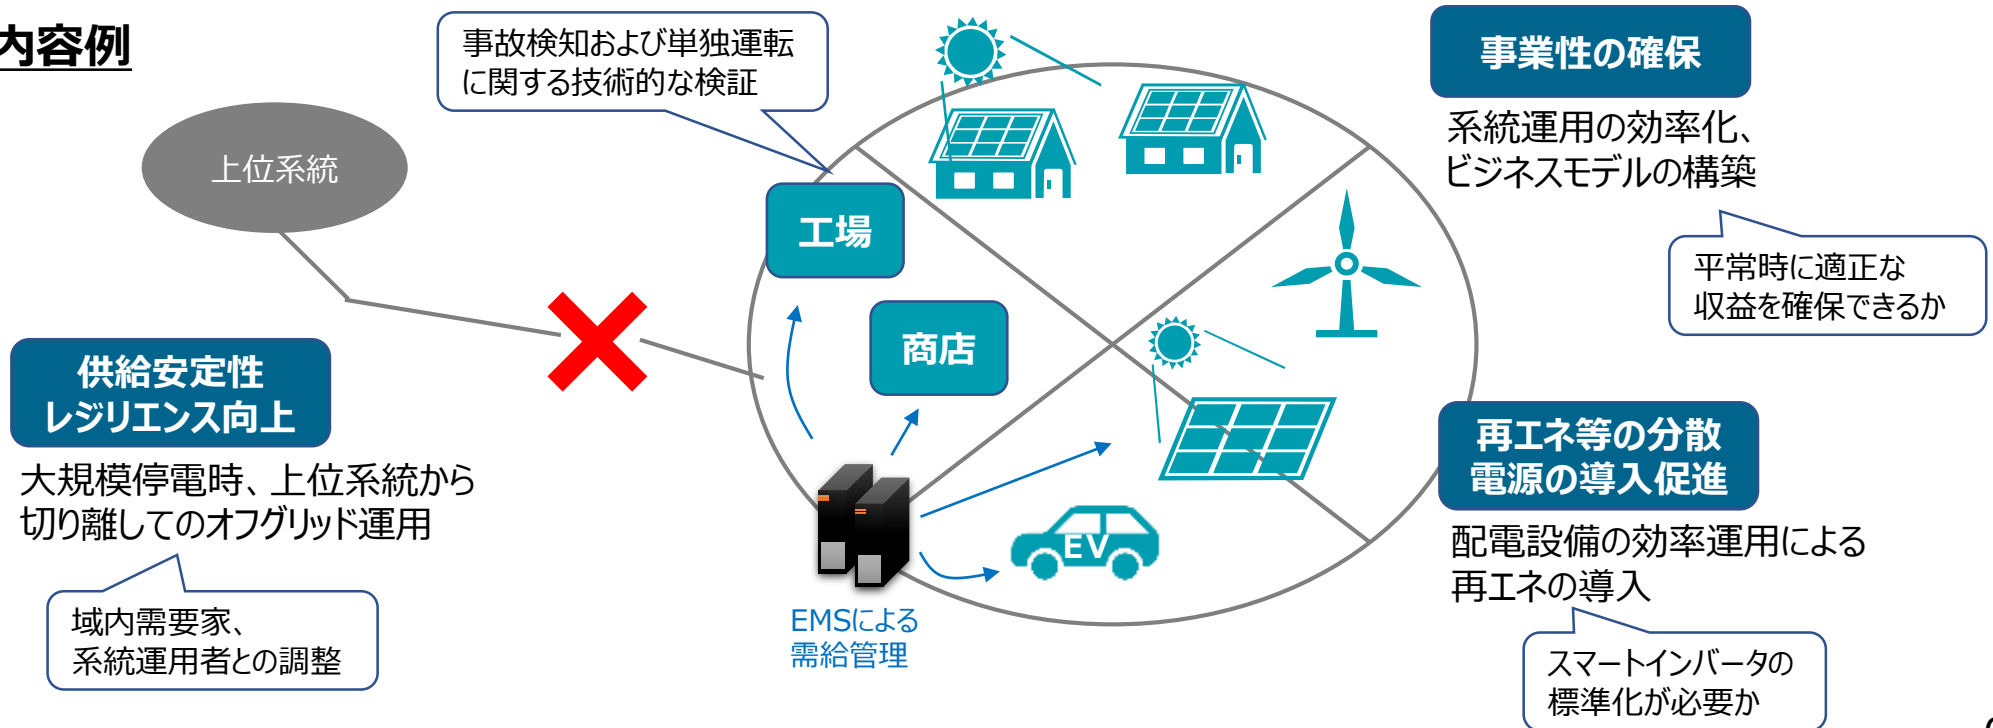 内容例
事故検知および単独運転
に関する技術的な検証
上位系統
工場
商店
供給安定性
レジリエンス向上
大規模停電時、上位系統から
切り離してのオフグリッド運用
域内需要家、
系統運用者との調整
EMSによる
需給管理
EV
事業性の確保
系統運用の効率化、
ビジネスモデルの構築
平常時に適正な
収益を確保できるか
再エネ等の分散
電源の導入促進
配電設備の効率運用による
再エネの導入
スマートインバータの
標準化が必要か